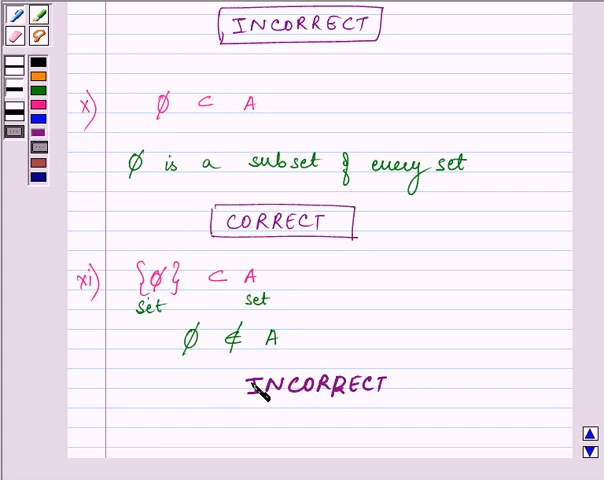 INCORRECT
x) φ ⊂ A
φ is a subset of every set
CORRECT
xi) {φ} ⊂ A
set set
φ ∉ A
INCORRECT